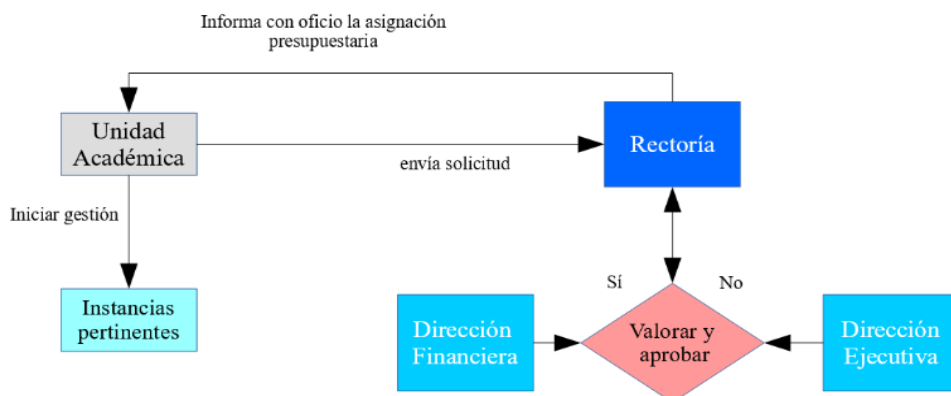 Informa con oficio la asignación
presupuestaria
Unidad
Académica
Rectoría
envía solicitud
Iniciar gestión
Sí
No
Instancias
pertinentes
Dirección
Financiera
Valorar y
aprobar
Dirección
Ejecutiva